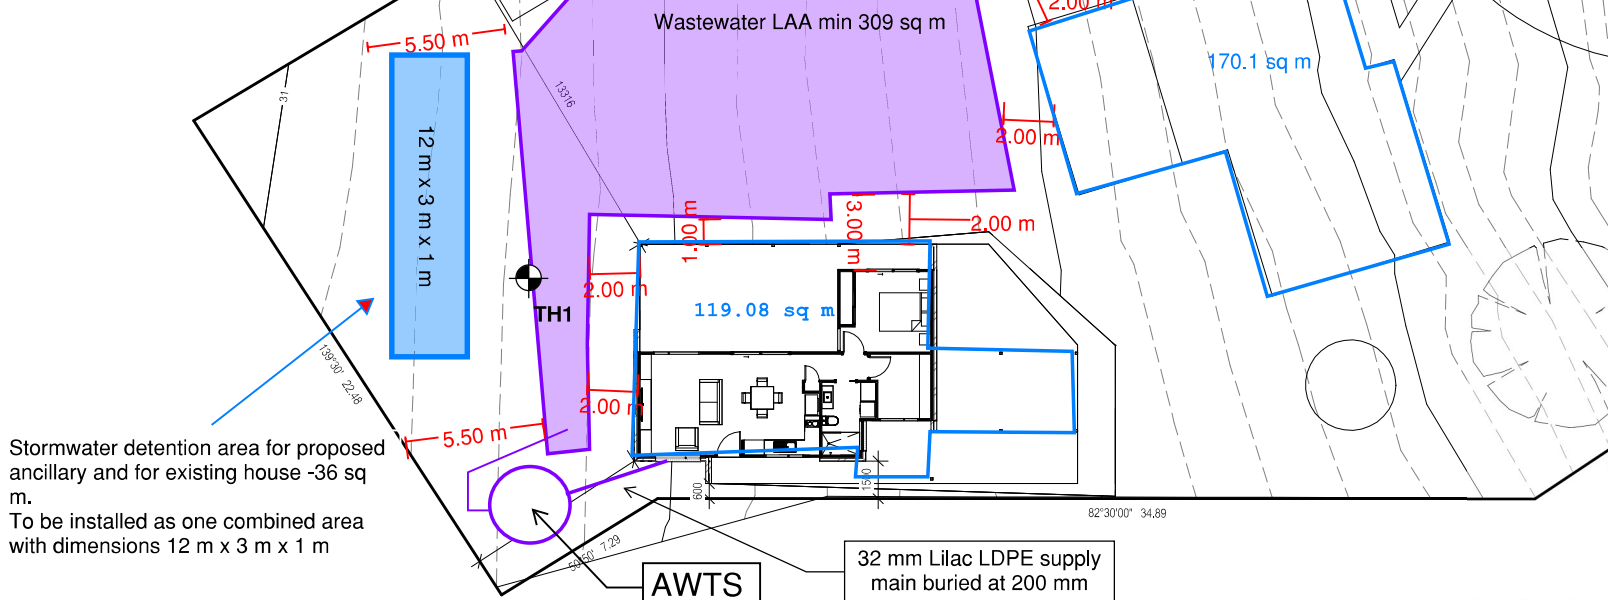 2.00 m
Wastewater LAA min 309 sq m
5.50 m
170.1 sq m
31
13316
12 m x 3 m x 1 m
2.00 m
1.00 m
3.00 m
2.00 m
2.00 m
TH1
119.08 sq m
139°30' 22.48
2.00 m
5.50 m
Stormwater detention area for proposed
ancillary and for existing house -36 sq
m.
To be installed as one combined area
with dimensions 12 m x 3 m x 1 m
600
82°30'00" 34.89
7.29
32 mm Lilac LDPE supply
main buried at 200 mm
AWTS